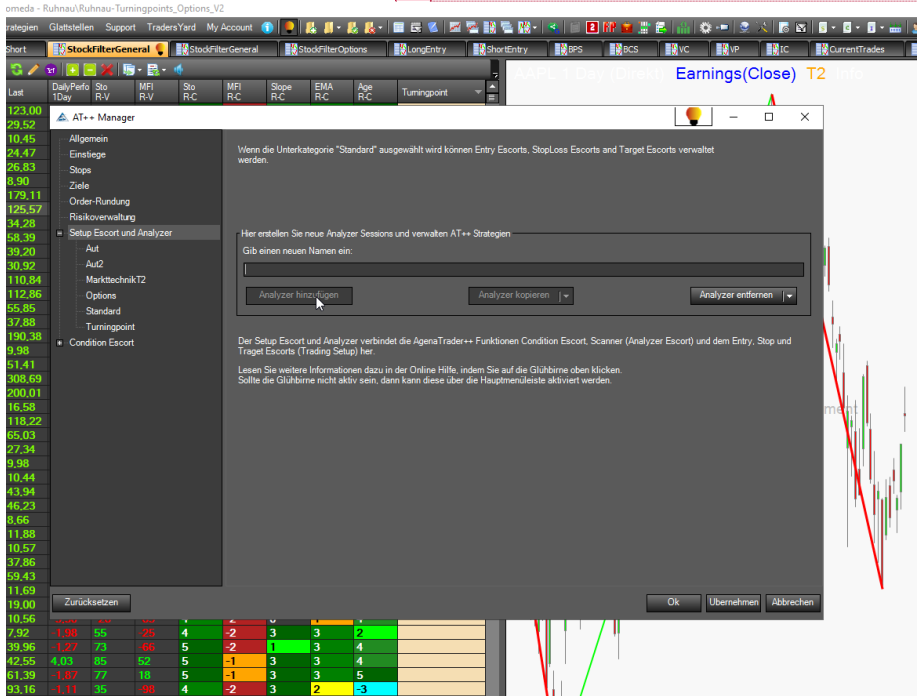 omeda - Ruhnau\Ruhnau-Turningpoints_Options_V2
rategien Glattstellen Support TradersYard My Account
Short StockFilterGeneral StockFilterGeneral StockFilterOptions LongEntry ShortEntry BPS BCS VC VP IC CurrentTrades
AAPL 1 Day (Direkt) Earnings(Close) T2 Info
Last DailyPerfo 1Day Sto R-V MFI R-V Sto R-C MFI R-C Slope R-C EMA R-C Age R-C Turningpoint
123,00
29,52
10,45
24,47
26,83
8,90
179,11
125,57
34,28
58,39
39,20
30,92
110,84
112,86
55,85
37,88
190,38
9,98
51,41
308,69
200,01
16,58
118,22
65,03
27,34
9,98
10,44
43,94
46,23
8,66
11,88
10,57
37,86
59,43
11,69
19,00
10,56
7,92 -1,98 55 -25 4 -2 3 3 2
39,96 -1,27 73 -66 5 -2 1 3 4
42,55 4,03 85 52 5 -1 3 3 4
61,39 -1,87 77 18 5 -1 3 3 5
93,16 -1,11 35 -98 4 -2 3 2 -3
AT++ Manager
Allgemein
Einstiege
Stops
Ziele
Order-Rundung
Risikoverwaltung
Setup Escort und Analyzer
Aut
Aut2
MarkttechnikT2
Options
Standard
Turningpoint
Condition Escort
Wenn die Unterkategorie "Standard" ausgewählt wird können Entry Escorts, StopLoss Escorts and Target Escorts verwaltet
werden.
Hier erstellen Sie neue Analyzer Sessions und verwalten AT++ Strategien
Gib einen neuen Namen ein:
Analyzer hinzufügen Analyzer kopieren Analyzer entfernen
Der Setup Escort und Analyzer verbindet die AgenaTrader++ Funktionen Condition Escort, Scanner (Analyzer Escort) und dem Entry, Stop und
Traget Escorts (Trading Setup) her.
Lesen Sie weitere Informationen dazu in der Online Hilfe, indem Sie auf die Glühbirne oben klicken.
Sollte die Glühbirne nicht aktiv sein, dann kann diese über die Hauptmenüleiste aktiviert werden.
Zurücksetzen Ok Übernehmen Abbrechen